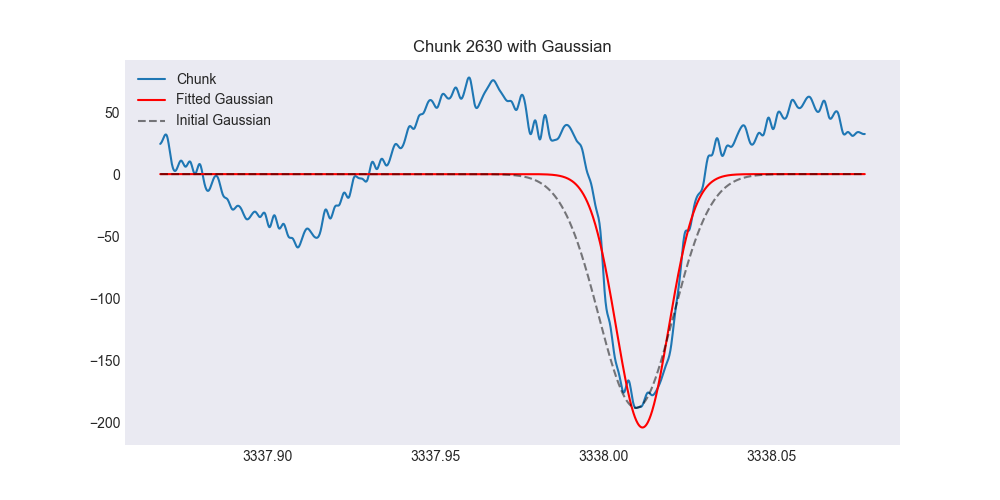 Chunk 2630 with Gaussian
Chunk
Fitted Gaussian
Initial Gaussian
50
0
−50
−100
−150
−200
3337.90
3337.95
3338.00
3338.05